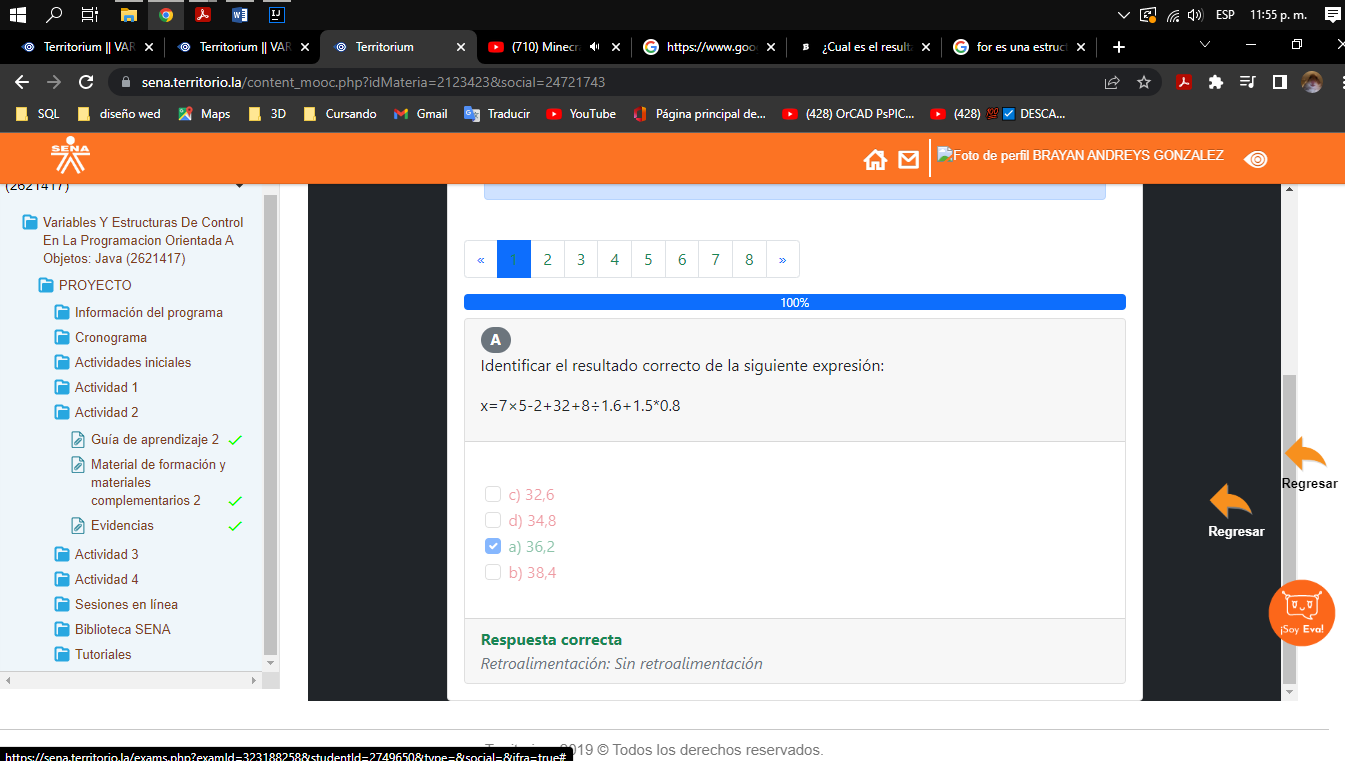 ESP 11:55 p. m.
Territorium || VAR
Territorium || VAR
Territorium
(710) Minecr
https://www.goo
¿Cual es el result
for es una estruct
sena.territorio.la/content_mooc.php?idMateria=2123423&social=24721743
SQL diseño wed Maps 3D Cursando Gmail Traducir YouTube Página principal de... (428) OrCAD PsPIC... (428) 💯 ☑ DESCA...
SENA
Foto de perfil BRAYAN ANDREYS GONZALEZ
(2621417)
Variables Y Estructuras De Control
En La Programacion Orientada A
Objetos: Java (2621417)
PROYECTO
Información del programa
Cronograma
Actividades iniciales
Actividad 1
Actividad 2
Guía de aprendizaje 2
Material de formación y
materiales
complementarios 2
Evidencias
Actividad 3
Actividad 4
Sesiones en línea
Biblioteca SENA
Tutoriales
« 1 2 3 4 5 6 7 8 »
100%
A
Identificar el resultado correcto de la siguiente expresión:
x=7×5-2+32+8÷1.6+1.5*0.8
c) 32,6
d) 34,8
a) 36,2
b) 38,4
Respuesta correcta
Retroalimentación: Sin retroalimentación
Regresar
Regresar
¡Soy Eva!
2019 © Todos los derechos reservados.
https://sena.territorio.la/exams.php?examId=323188258&studentId=2749650&type=&social=&ifra=true#